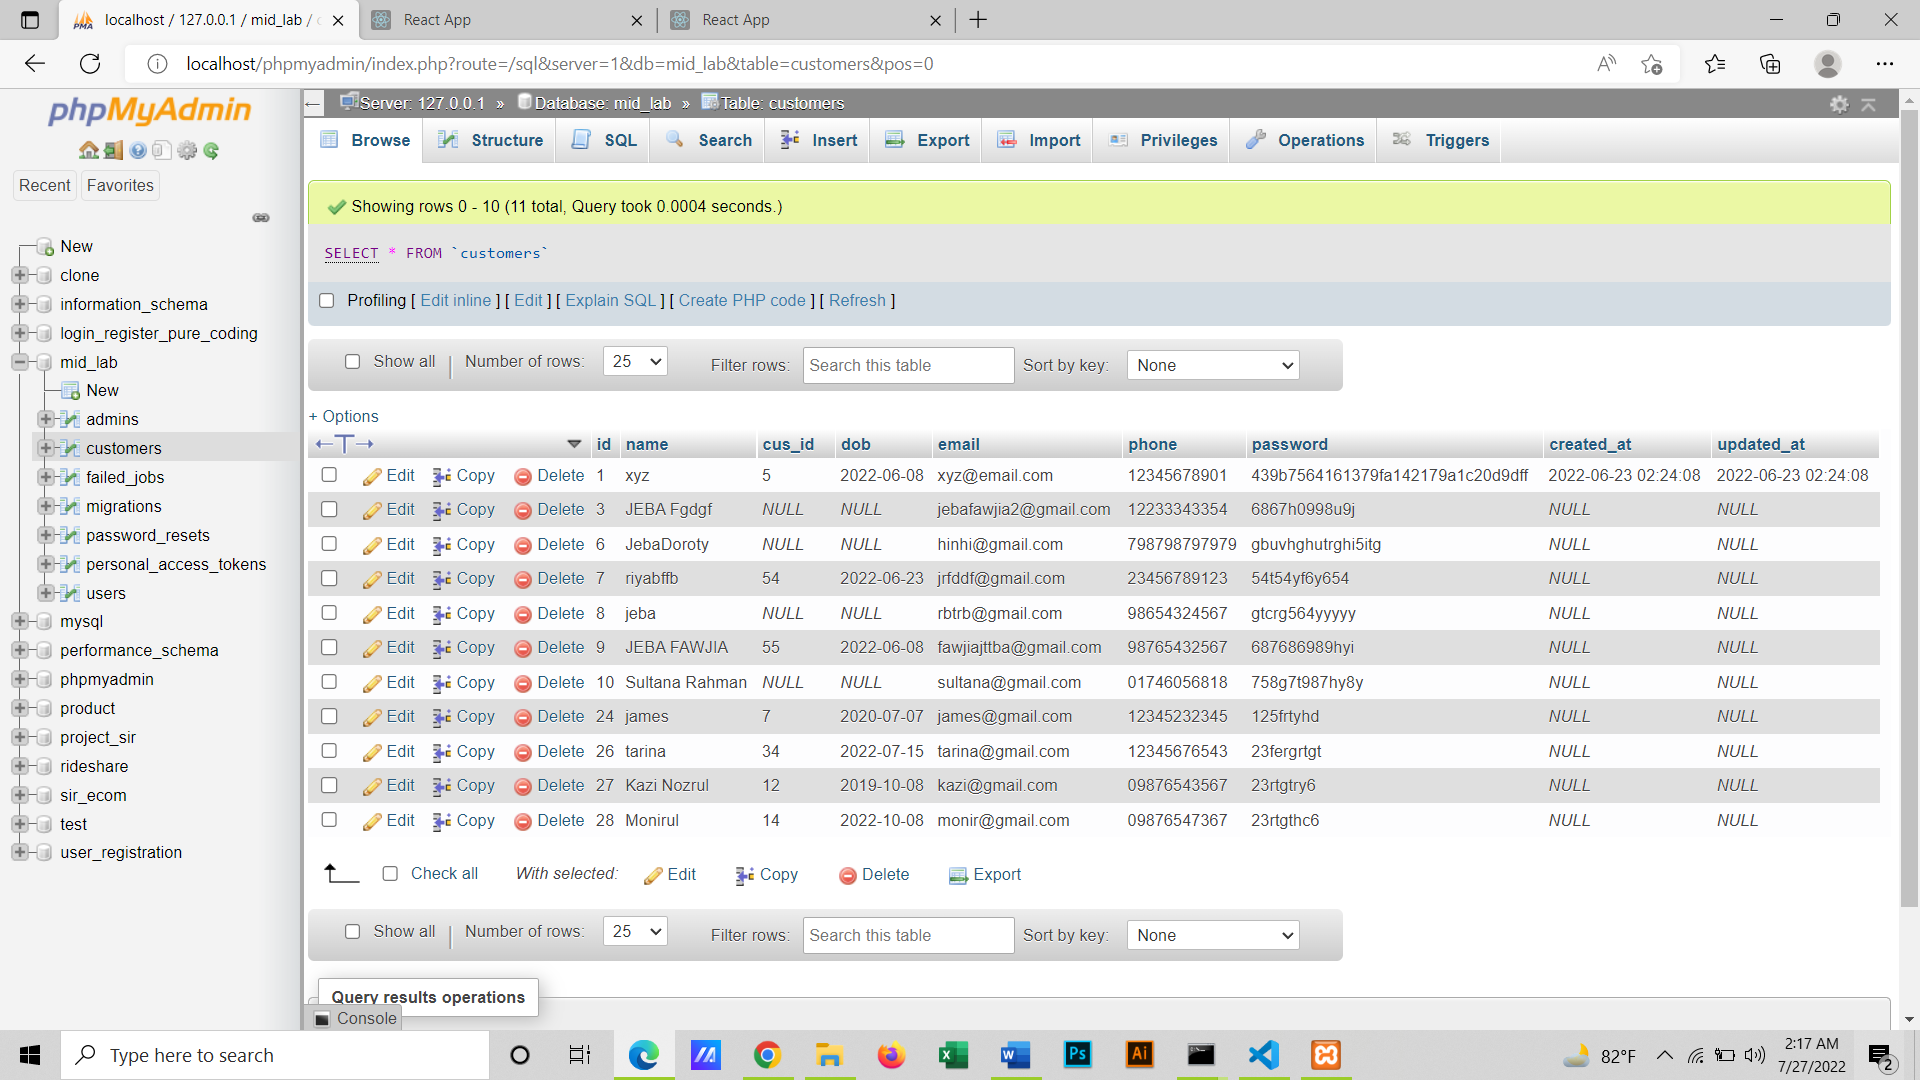 localhost / 127.0.0.1 / mid_lab /
React App
React App
localhost/phpmyadmin/index.php?route=/sql&server=1&db=mid_lab&table=customers&pos=0
phpMyAdmin
Recent Favorites
New
clone
information_schema
login_register_pure_coding
mid_lab
New
admins
customers
failed_jobs
migrations
password_resets
personal_access_tokens
users
mysql
performance_schema
phpmyadmin
product
project_sir
rideshare
sir_ecom
test
user_registration
Server: 127.0.0.1 » Database: mid_lab » Table: customers
Browse Structure SQL Search Insert Export Import Privileges Operations Triggers
Showing rows 0 - 10 (11 total, Query took 0.0004 seconds.)
SELECT * FROM `customers`
Profiling [ Edit inline ] [ Edit ] [ Explain SQL ] [ Create PHP code ] [ Refresh ]
Show all | Number of rows: 25 Filter rows: Search this table Sort by key: None
+ Options
←T→ id name cus_id dob email phone password created_at updated_at
Edit Copy Delete 1 xyz 5 2022-06-08 xyz@email.com 12345678901 439b7564161379fa142179a1c20d9dff 2022-06-23 02:24:08 2022-06-23 02:24:08
Edit Copy Delete 3 JEBA Fgdgf NULL NULL jebafawjia2@gmail.com 12233343354 6867h0998u9j NULL NULL
Edit Copy Delete 6 JebaDoroty NULL NULL hinhi@gmail.com 798798797979 gbuvhghutrghi5itg NULL NULL
Edit Copy Delete 7 riyabffb 54 2022-06-23 jrfddf@gmail.com 23456789123 54t54yf6y654 NULL NULL
Edit Copy Delete 8 jeba NULL NULL rbtrb@gmail.com 98654324567 gtcrg564yyyyy NULL NULL
Edit Copy Delete 9 JEBA FAWJIA 55 2022-06-08 fawjiajttba@gmail.com 98765432567 687686989hyi NULL NULL
Edit Copy Delete 10 Sultana Rahman NULL NULL sultana@gmail.com 01746056818 758g7t987hy8y NULL NULL
Edit Copy Delete 24 james 7 2020-07-07 james@gmail.com 12345232345 125frtyhd NULL NULL
Edit Copy Delete 26 tarina 34 2022-07-15 tarina@gmail.com 12345676543 23fergrtgt NULL NULL
Edit Copy Delete 27 Kazi Nozrul 12 2019-10-08 kazi@gmail.com 09876543567 23rtgtry6 NULL NULL
Edit Copy Delete 28 Monirul 14 2022-10-08 monir@gmail.com 09876547367 23rtgthc6 NULL NULL
Check all With selected: Edit Copy Delete Export
Show all | Number of rows: 25 Filter rows: Search this table Sort by key: None
Query results operations
Console
Type here to search
Ps
Ai
82°F
2:17 AM
7/27/2022
2